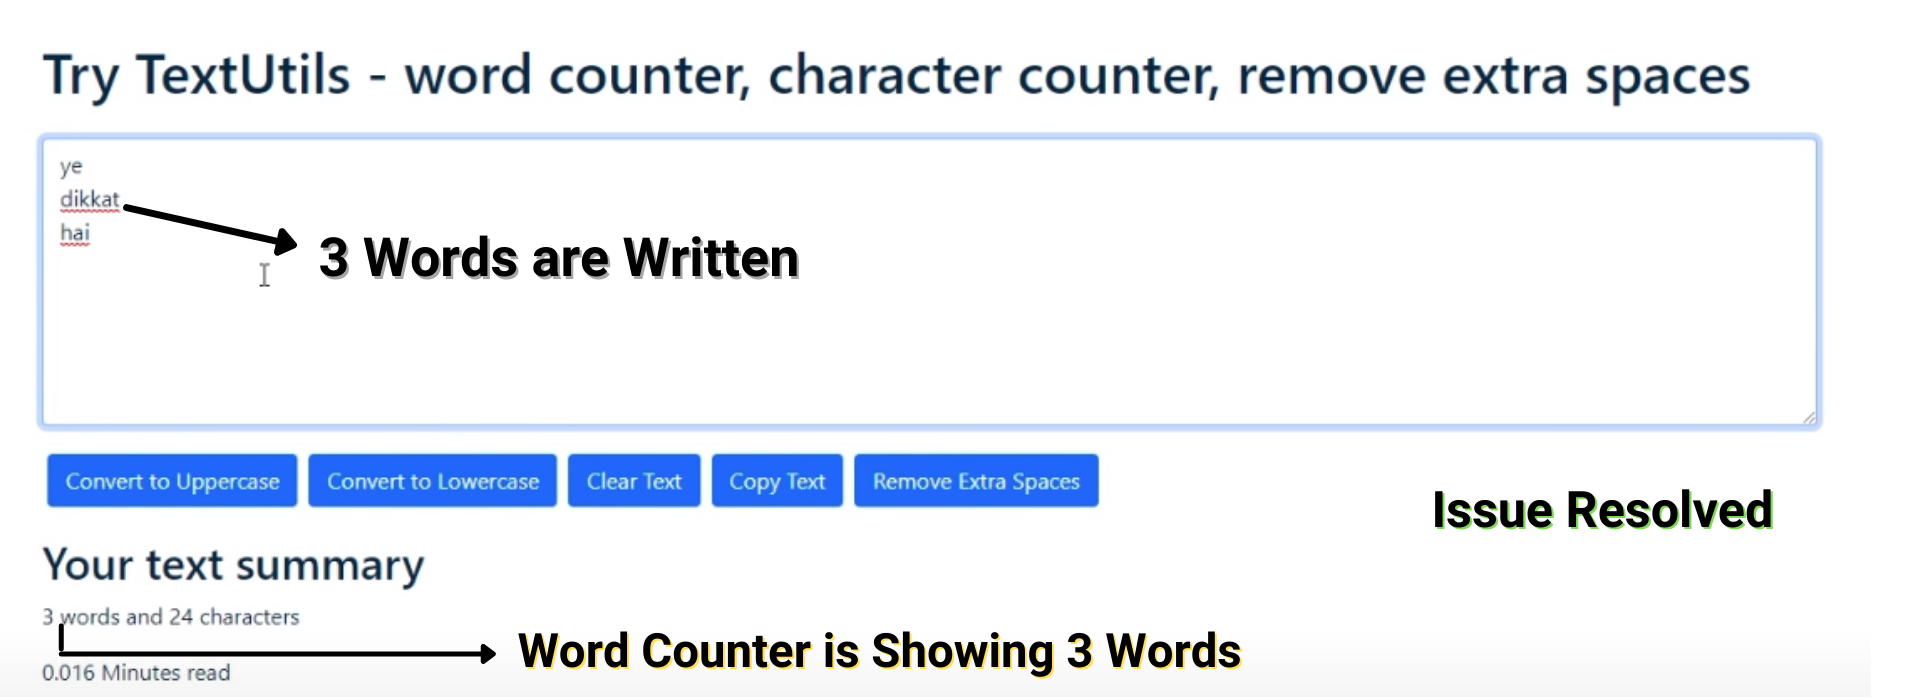 Try TextUtils - word counter, character counter, remove extra spaces
ye
dikkat
hai
3 Words are Written
Convert to Uppercase Convert to Lowercase Clear Text Copy Text Remove Extra Spaces
Issue Resolved
Your text summary
3 words and 24 characters
Word Counter is Showing 3 Words
0.016 Minutes read